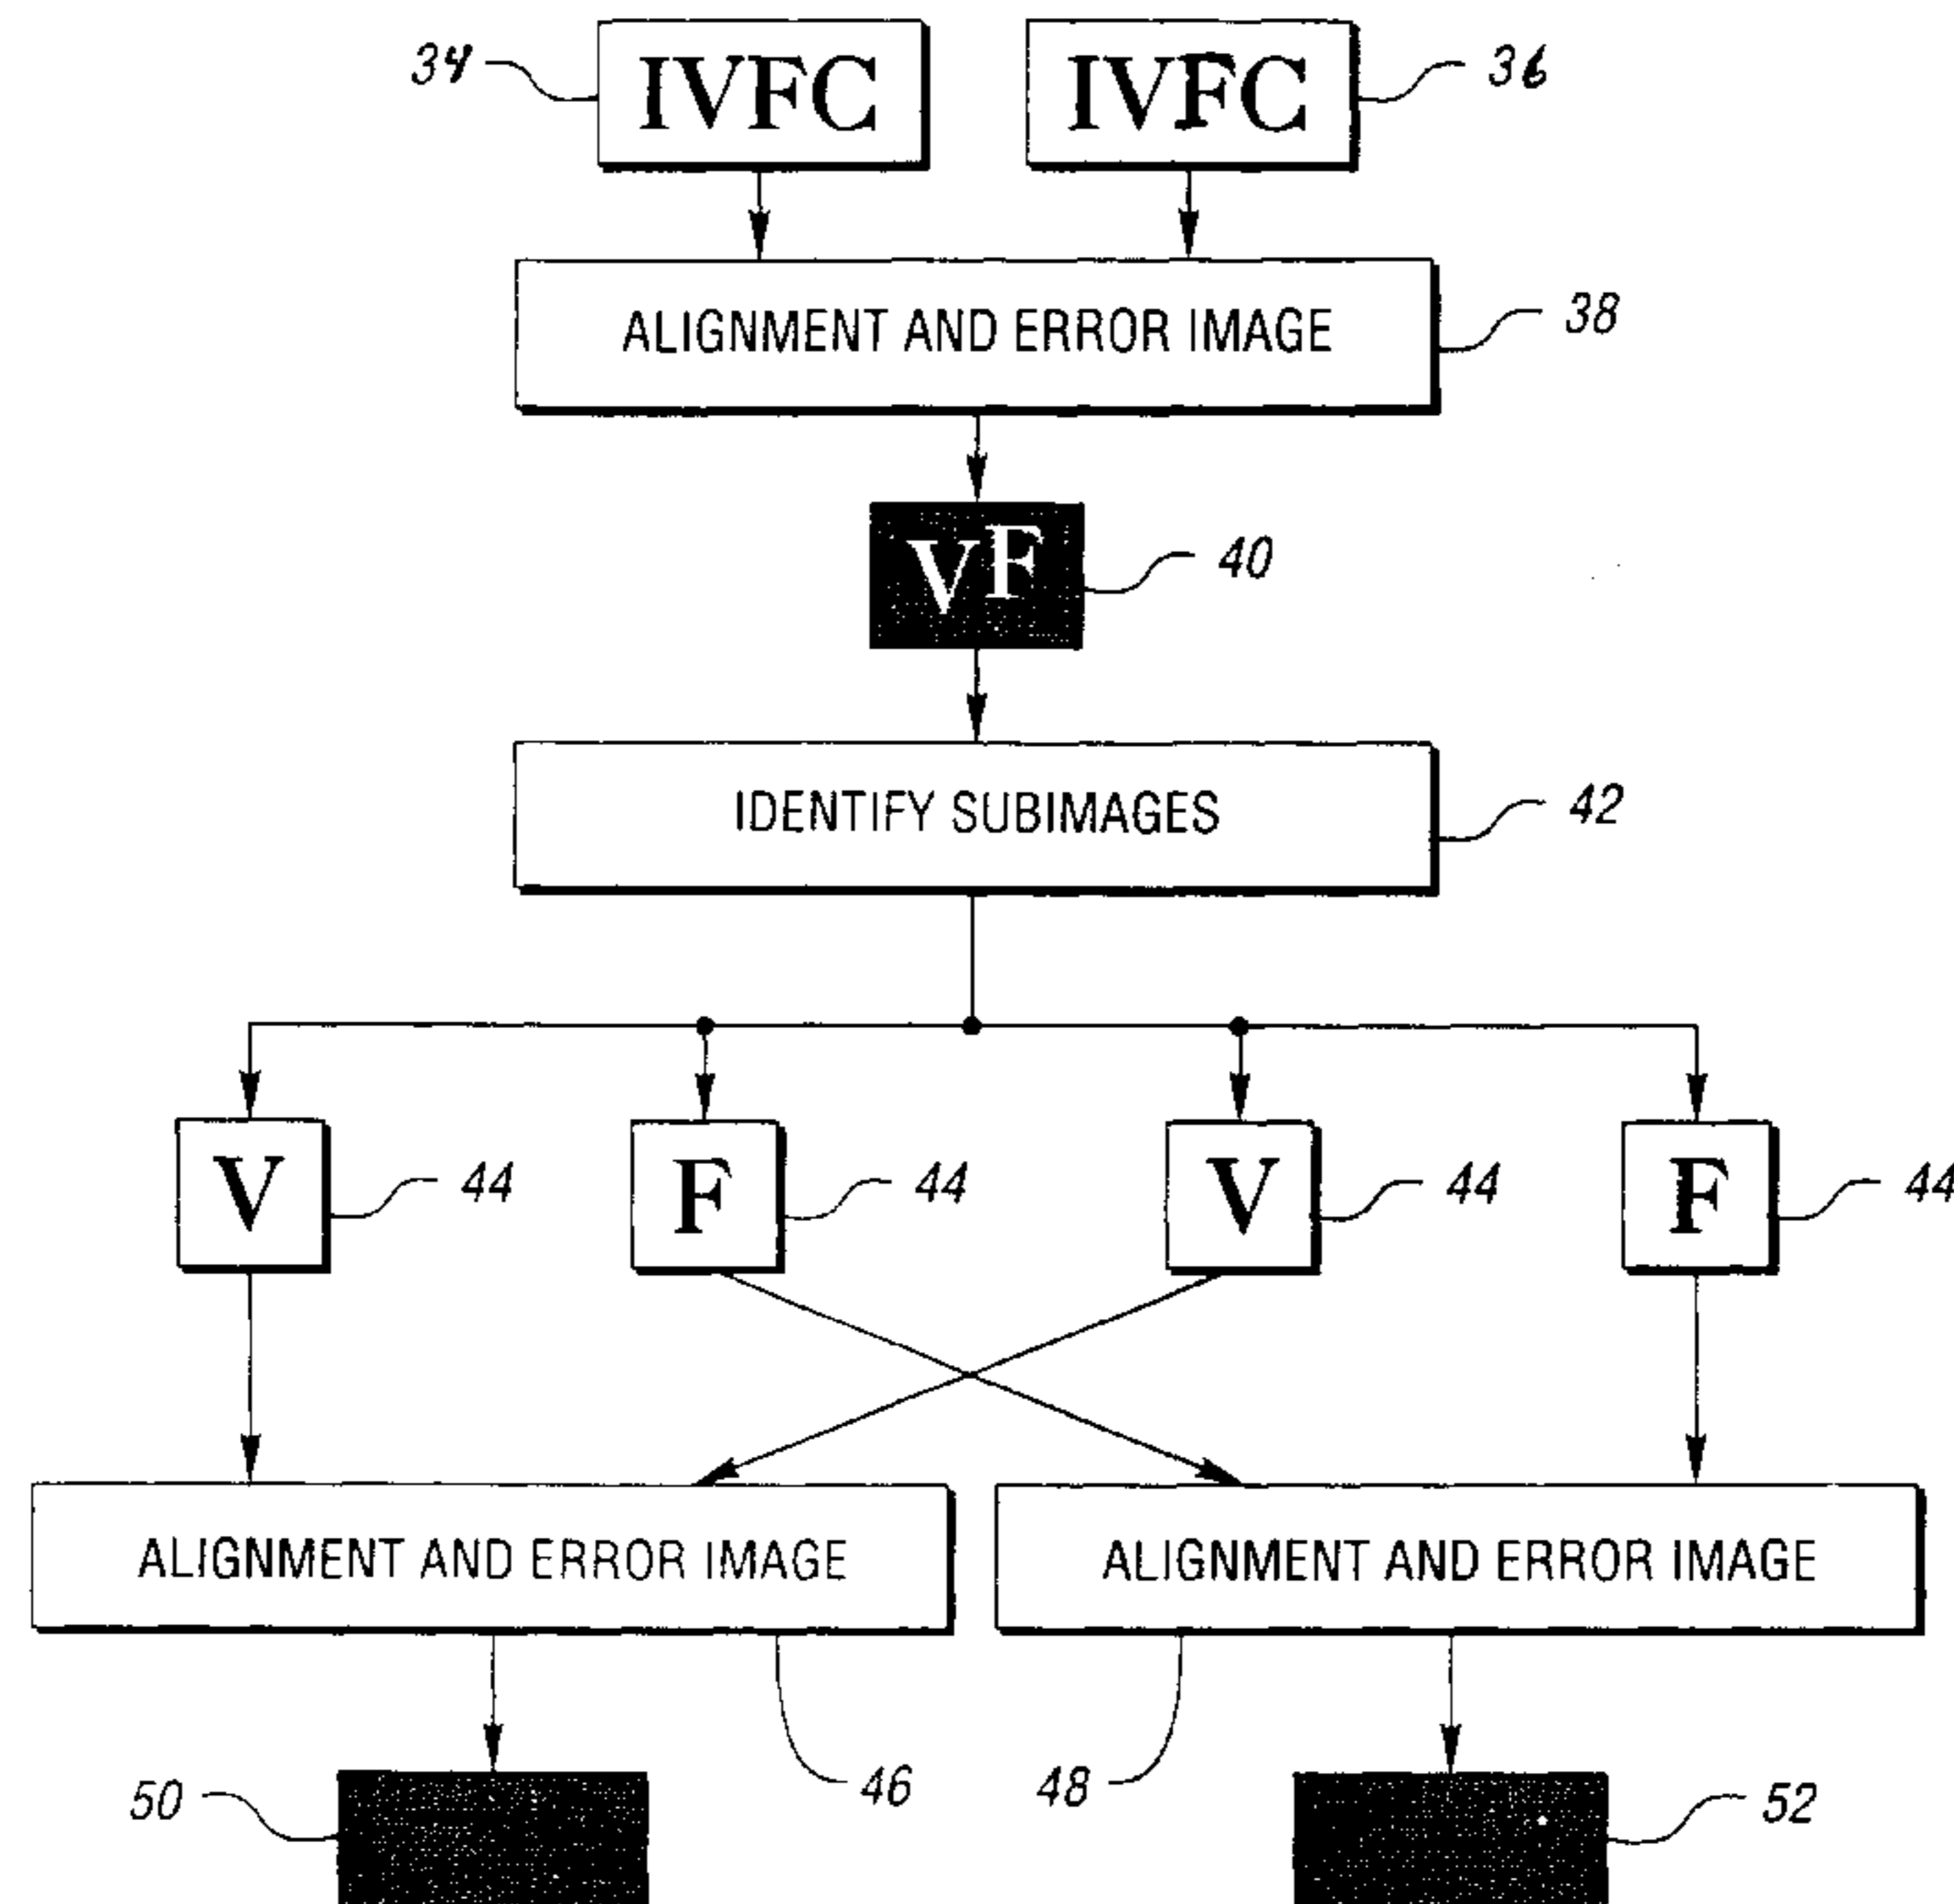 34 IVFC IVFC 36
ALIGNMENT AND ERROR IMAGE 38
VF 40
IDENTIFY SUBIMAGES 42
V 44 F 44 V 44 F 44
ALIGNMENT AND ERROR IMAGE ALIGNMENT AND ERROR IMAGE
50 46 48 52